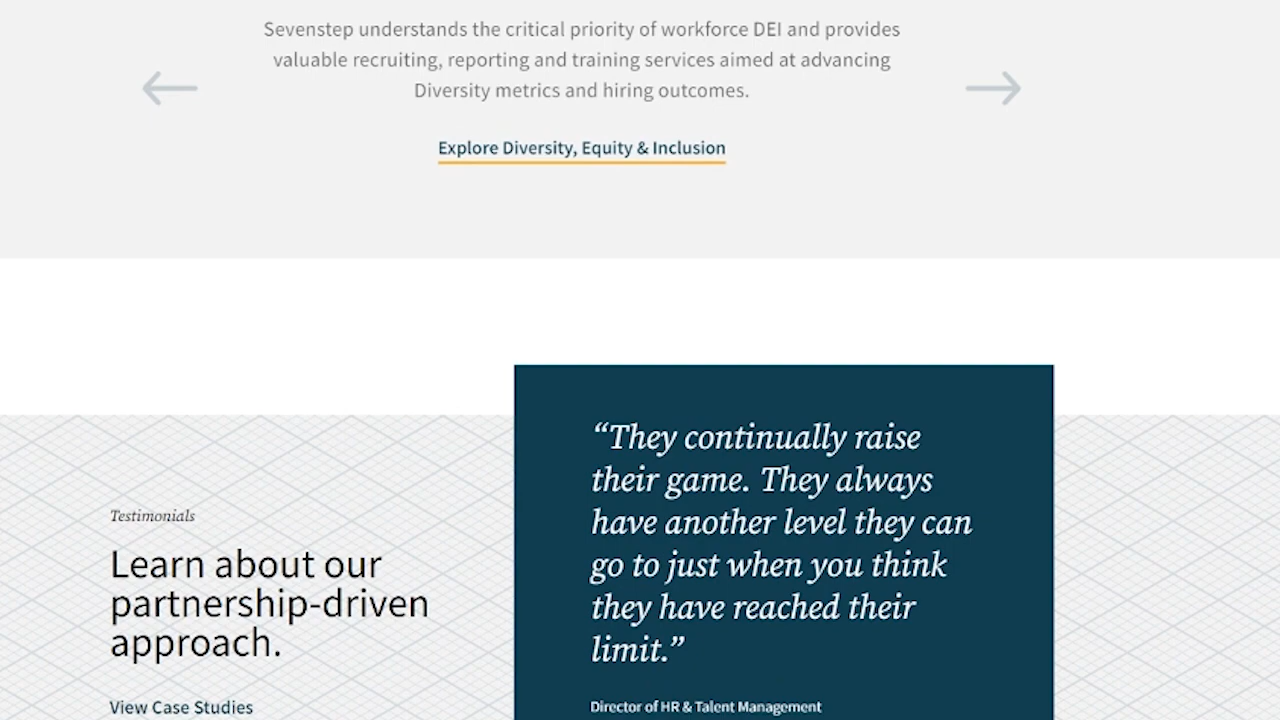 Sevenstep understands the critical priority of workforce DEI and provides
valuable recruiting, reporting and training services aimed at advancing
Diversity metrics and hiring outcomes.
Explore Diversity, Equity & Inclusion
Testimonials
Learn about our
partnership-driven
approach.
View Case Studies
“They continually raise
their game. They always
have another level they can
go to just when you think
they have reached their
limit.”
Director of HR & Talent Management